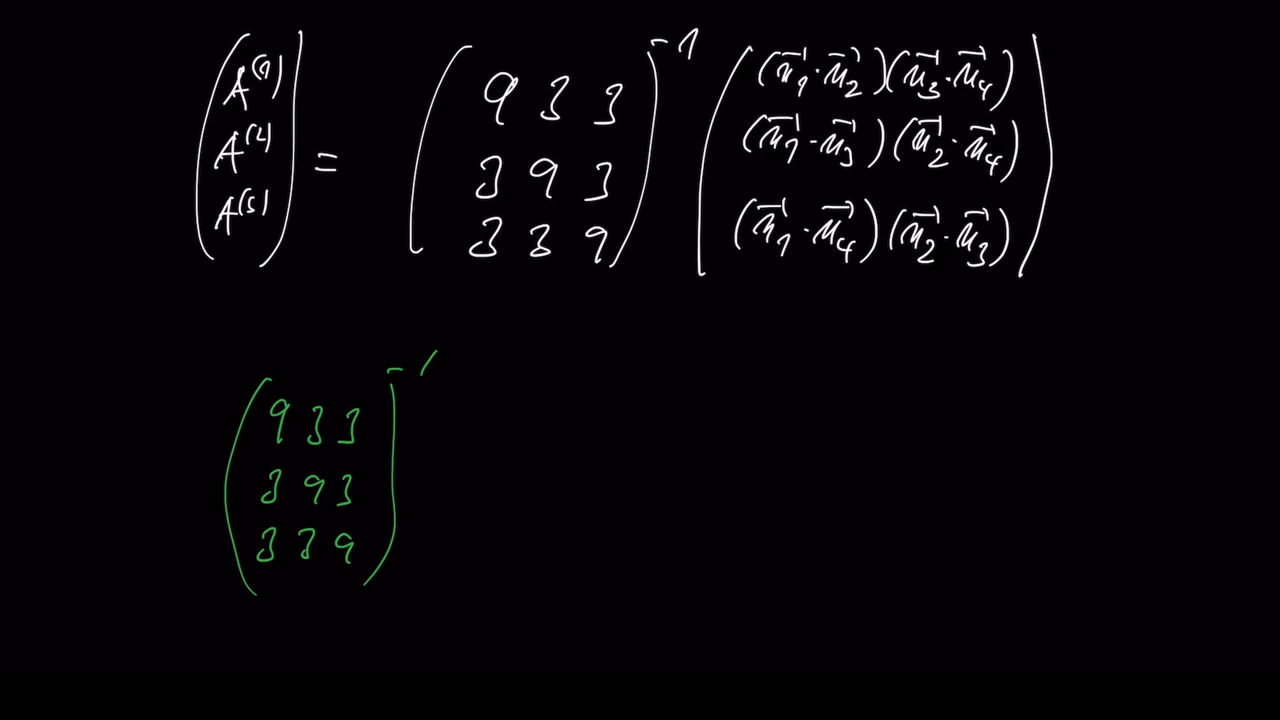 ( A⁽¹⁾ ) = ( 9 3 3 )⁻¹ ( (u⃗₁·u⃗₂)(u⃗₃·u⃗₄) )
( A⁽²⁾ ) ( 3 9 3 ) ( (u⃗₁·u⃗₃)(u⃗₂·u⃗₄) )
( A⁽³⁾ ) ( 3 3 9 ) ( (u⃗₁·u⃗₄)(u⃗₂·u⃗₃) )
( 9 3 3 )⁻¹
( 3 9 3 )
( 3 3 9 )